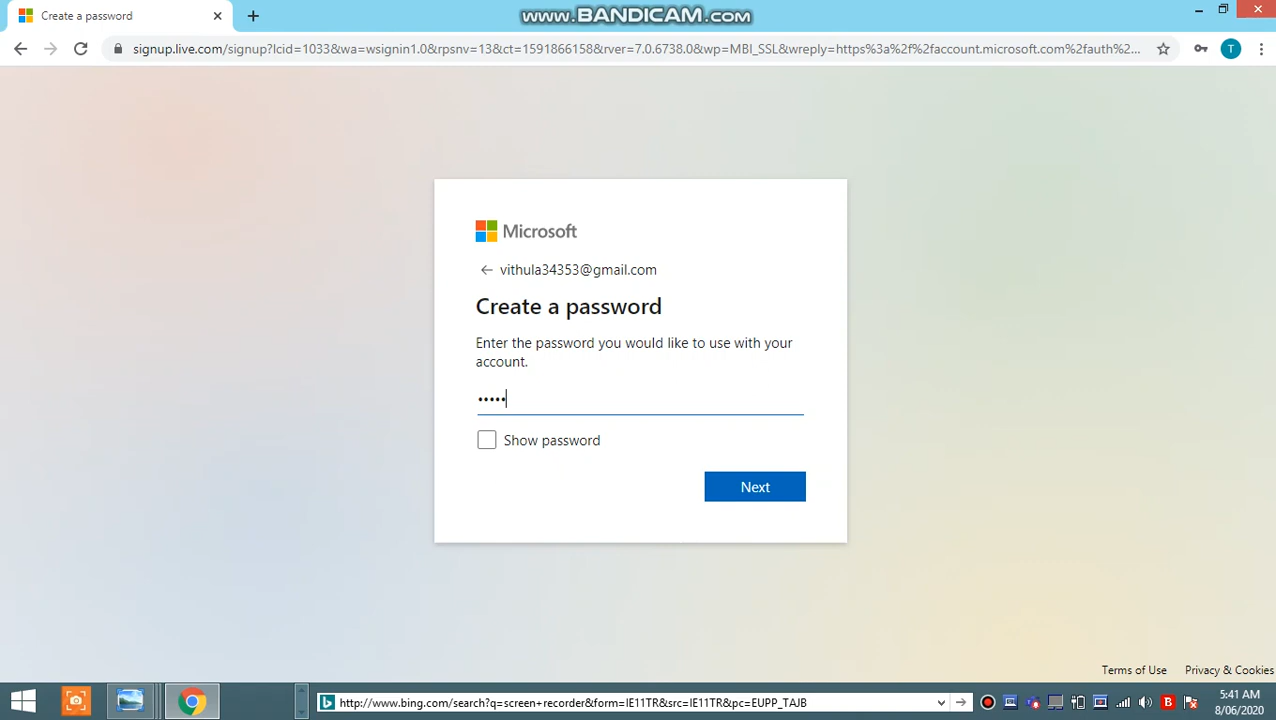 Create a password
www.BANDICAM.com
signup.live.com/signup?lcid=1033&wa=wsignin1.0&rpsnv=13&ct=1591866158&rver=7.0.6738.0&wp=MBI_SSL&wreply=https%3a%2f%2faccount.microsoft.com%2fauth%2...
T
Microsoft
← vithula34353@gmail.com
Create a password
Enter the password you would like to use with your
account.
•••••
Show password
Next
Terms of Use Privacy & Cookies
http://www.bing.com/search?q=screen+recorder&form=IE11TR&src=IE11TR&pc=EUPP_TAJB
B
5:41 AM
8/06/2020